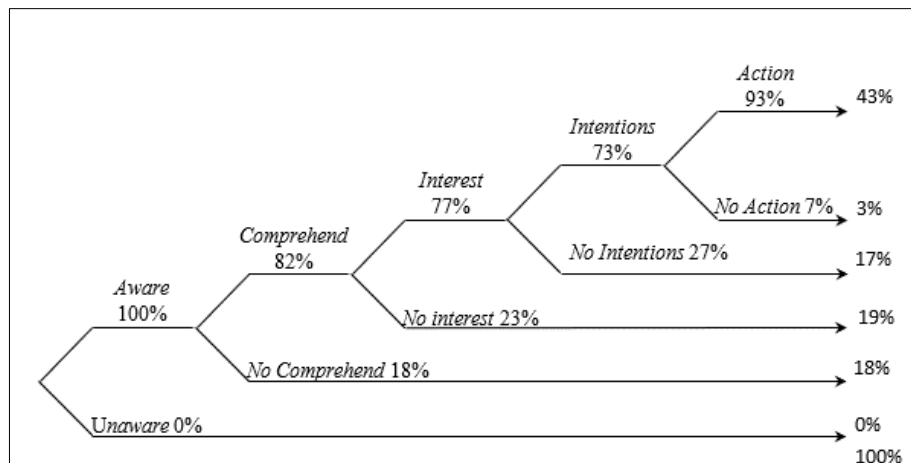 Action
93%
43%
Intentions
73%
Interest
77%
No Action 7%
3%
Comprehend
82%
No Intentions 27%
17%
Aware
100%
No interest 23%
19%
No Comprehend 18%
18%
Unaware 0%
0%
100%